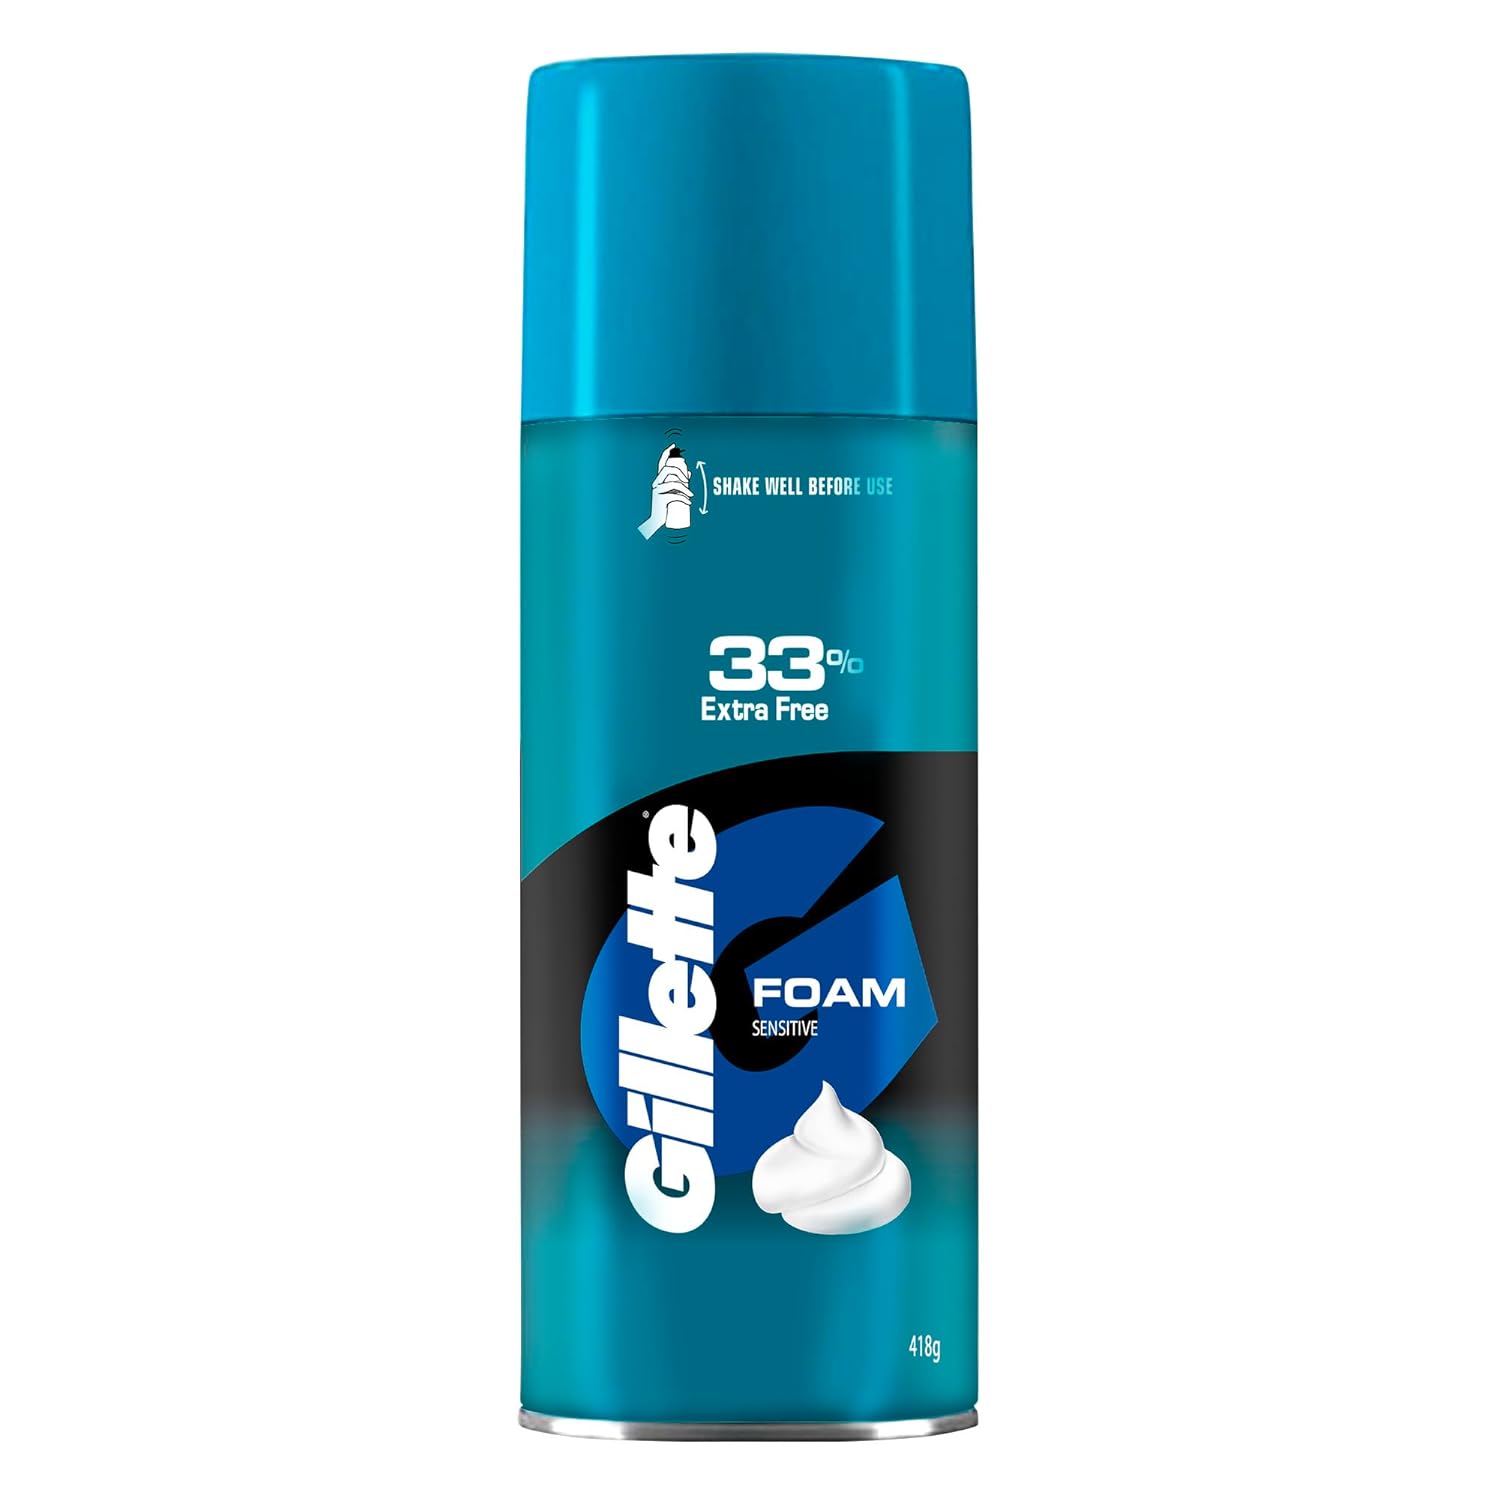 SHAKE WELL BEFORE USE
33%
Extra Free
Gillette®
FOAM
SENSITIVE
418g